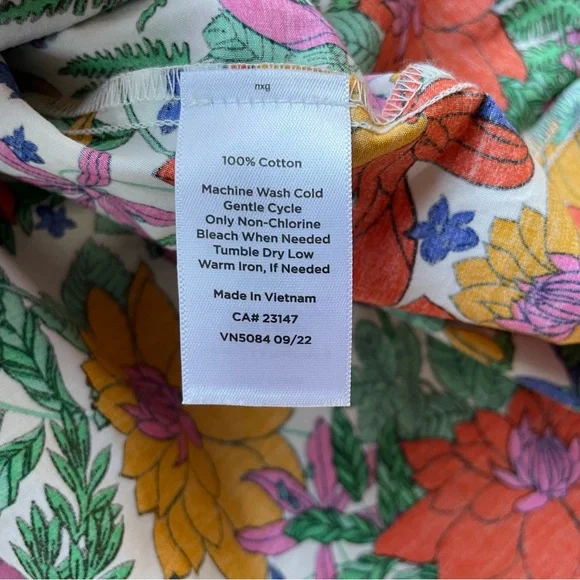 nxg
100% Cotton
Machine Wash Cold
Gentle Cycle
Only Non-Chlorine
Bleach When Needed
Tumble Dry Low
Warm Iron, If Needed
Made In Vietnam
CA# 23147
VN5084 09/22